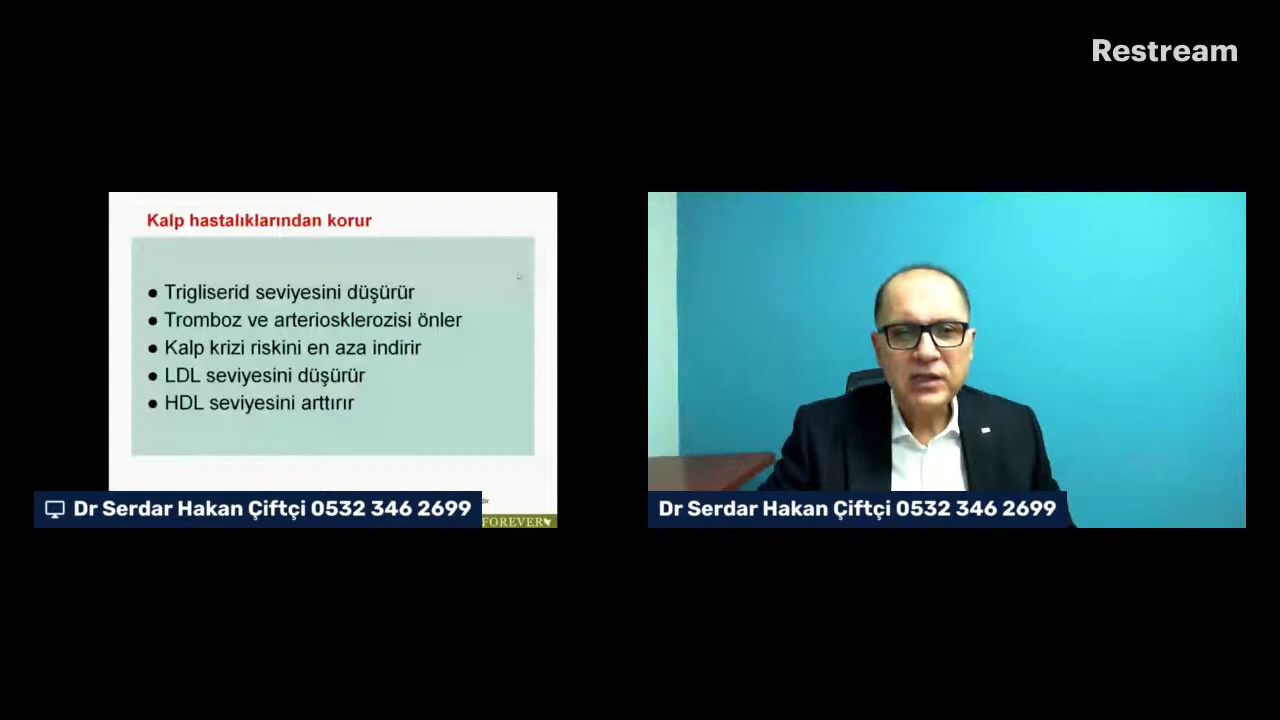 Restream
Kalp hastalıklarından korur
● Trigliserid seviyesini düşürür
● Tromboz ve arteriosklerozisi önler
● Kalp krizi riskini en aza indirir
● LDL seviyesini düşürür
● HDL seviyesini arttırır
Dr Serdar Hakan Çiftçi 0532 346 2699
FOREVER
Dr Serdar Hakan Çiftçi 0532 346 2699